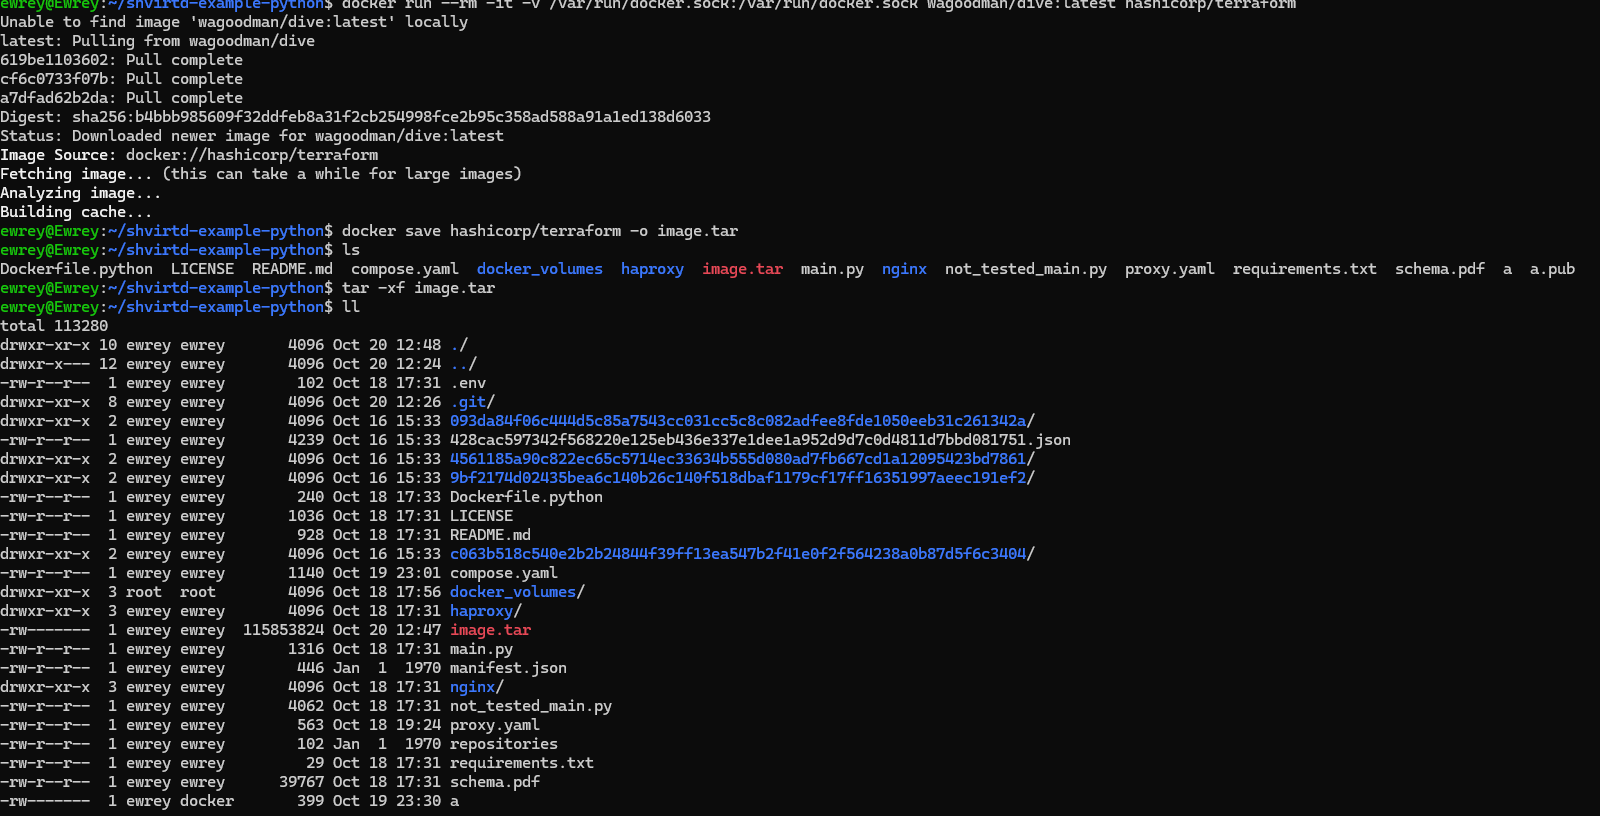 ewrey@Ewrey:~/shvirtd-example-python$ docker run --rm -it -v /var/run/docker.sock:/var/run/docker.sock wagoodman/dive:latest hashicorp/terraform
Unable to find image 'wagoodman/dive:latest' locally
latest: Pulling from wagoodman/dive
619be1103602: Pull complete
cf6c0733f07b: Pull complete
a7dfad62b2da: Pull complete
Digest: sha256:b4bbb985609f32ddfeb8a31f2cb254998fce2b95c358ad588a91a1ed138d6033
Status: Downloaded newer image for wagoodman/dive:latest
Image Source: docker://hashicorp/terraform
Fetching image... (this can take a while for large images)
Analyzing image...
Building cache...
ewrey@Ewrey:~/shvirtd-example-python$ docker save hashicorp/terraform -o image.tar
ewrey@Ewrey:~/shvirtd-example-python$ ls
Dockerfile.python  LICENSE  README.md  compose.yaml  docker_volumes  haproxy  image.tar  main.py  nginx  not_tested_main.py  proxy.yaml  requirements.txt  schema.pdf  a  a.pub
ewrey@Ewrey:~/shvirtd-example-python$ tar -xf image.tar
ewrey@Ewrey:~/shvirtd-example-python$ ll
total 113280
drwxr-xr-x 10 ewrey ewrey      4096 Oct 20 12:48 ./
drwxr-x--- 12 ewrey ewrey      4096 Oct 20 12:24 ../
-rw-r--r--  1 ewrey ewrey       102 Oct 18 17:31 .env
drwxr-xr-x  8 ewrey ewrey      4096 Oct 20 12:26 .git/
drwxr-xr-x  2 ewrey ewrey      4096 Oct 16 15:33 093da84f06c444d5c85a7543cc031cc5c8c082adfee8fde1050eeb31c261342a/
-rw-r--r--  1 ewrey ewrey      4239 Oct 16 15:33 428cac597342f568220e125eb436e337e1dee1a952d9d7c0d4811d7bbd081751.json
drwxr-xr-x  2 ewrey ewrey      4096 Oct 16 15:33 4561185a90c822ec65c5714ec33634b555d080ad7fb667cd1a12095423bd7861/
drwxr-xr-x  2 ewrey ewrey      4096 Oct 16 15:33 9bf2174d02435bea6c140b26c140f518dbaf1179cf17ff16351997aeec191ef2/
-rw-r--r--  1 ewrey ewrey       240 Oct 18 17:33 Dockerfile.python
-rw-r--r--  1 ewrey ewrey      1036 Oct 18 17:31 LICENSE
-rw-r--r--  1 ewrey ewrey       928 Oct 18 17:31 README.md
drwxr-xr-x  2 ewrey ewrey      4096 Oct 16 15:33 c063b518c540e2b2b24844f39ff13ea547b2f41e0f2f564238a0b87d5f6c3404/
-rw-r--r--  1 ewrey ewrey      1140 Oct 19 23:01 compose.yaml
drwxr-xr-x  3 root  root       4096 Oct 18 17:56 docker_volumes/
drwxr-xr-x  3 ewrey ewrey      4096 Oct 18 17:31 haproxy/
-rw-------  1 ewrey ewrey 115853824 Oct 20 12:47 image.tar
-rw-r--r--  1 ewrey ewrey      1316 Oct 18 17:31 main.py
-rw-r--r--  1 ewrey ewrey       446 Jan  1  1970 manifest.json
drwxr-xr-x  3 ewrey ewrey      4096 Oct 18 17:31 nginx/
-rw-r--r--  1 ewrey ewrey      4062 Oct 18 17:31 not_tested_main.py
-rw-r--r--  1 ewrey ewrey       563 Oct 18 19:24 proxy.yaml
-rw-r--r--  1 ewrey ewrey       102 Jan  1  1970 repositories
-rw-r--r--  1 ewrey ewrey        29 Oct 18 17:31 requirements.txt
-rw-r--r--  1 ewrey ewrey     39767 Oct 18 17:31 schema.pdf
-rw-------  1 ewrey docker      399 Oct 19 23:30 a